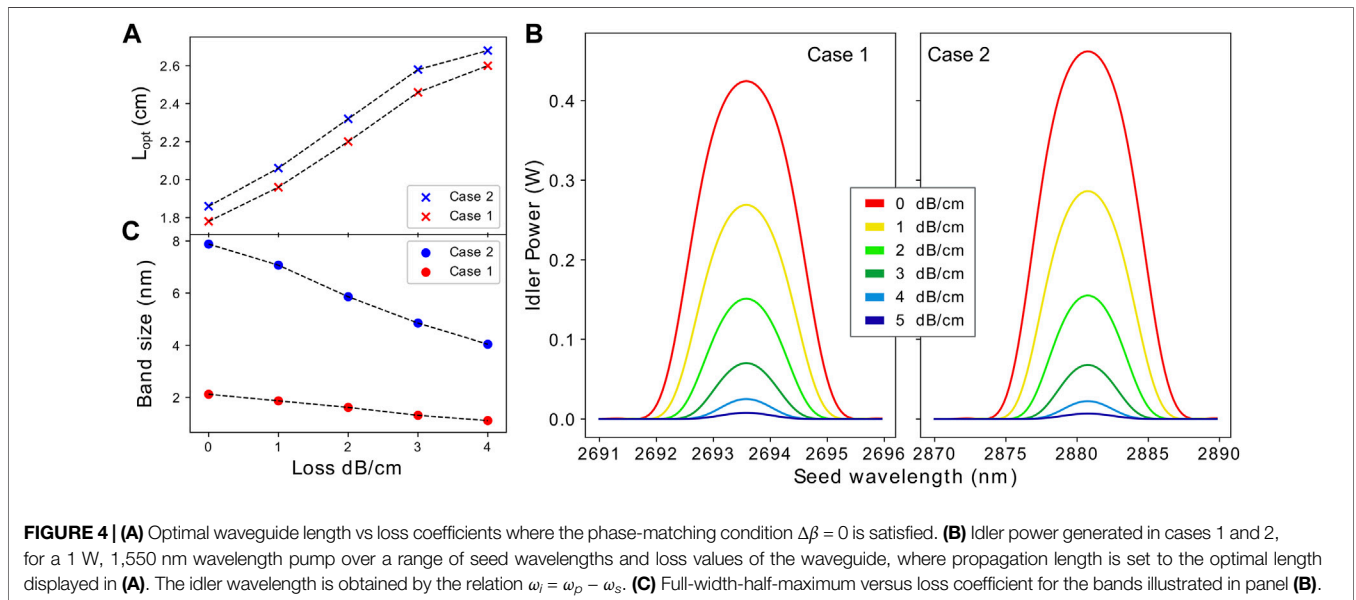 A
2.6
2.4
2.2
2.0
1.8
L_opt (cm)
Case 2
Case 1
C
8
6
4
2
Band size (nm)
Case 2
Case 1
0 1 2 3 4
Loss dB/cm
B
Case 1
Case 2
0.4
0.3
0.2
0.1
0.0
Idler Power (W)
0 dB/cm
1 dB/cm
2 dB/cm
3 dB/cm
4 dB/cm
5 dB/cm
2691 2692 2693 2694 2695 2696
2870 2875 2880 2885 2890
Seed wavelength (nm)
FIGURE 4 | (A) Optimal waveguide length vs loss coefficients where the phase-matching condition Δβ = 0 is satisfied. (B) Idler power generated in cases 1 and 2,
for a 1 W, 1,550 nm wavelength pump over a range of seed wavelengths and loss values of the waveguide, where propagation length is set to the optimal length
displayed in (A). The idler wavelength is obtained by the relation ω_i = ω_p − ω_s. (C) Full-width-half-maximum versus loss coefficient for the bands illustrated in panel (B).